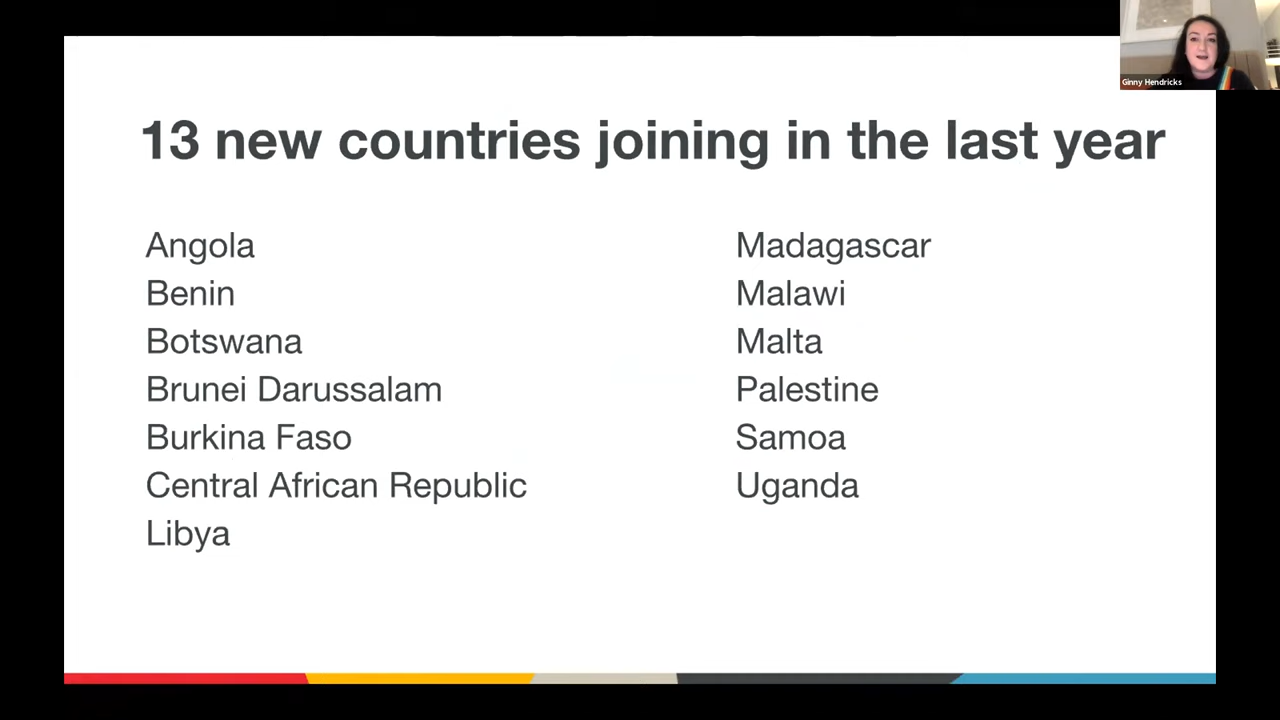 Ginny Hendricks
13 new countries joining in the last year
Angola
Benin
Botswana
Brunei Darussalam
Burkina Faso
Central African Republic
Libya
Madagascar
Malawi
Malta
Palestine
Samoa
Uganda